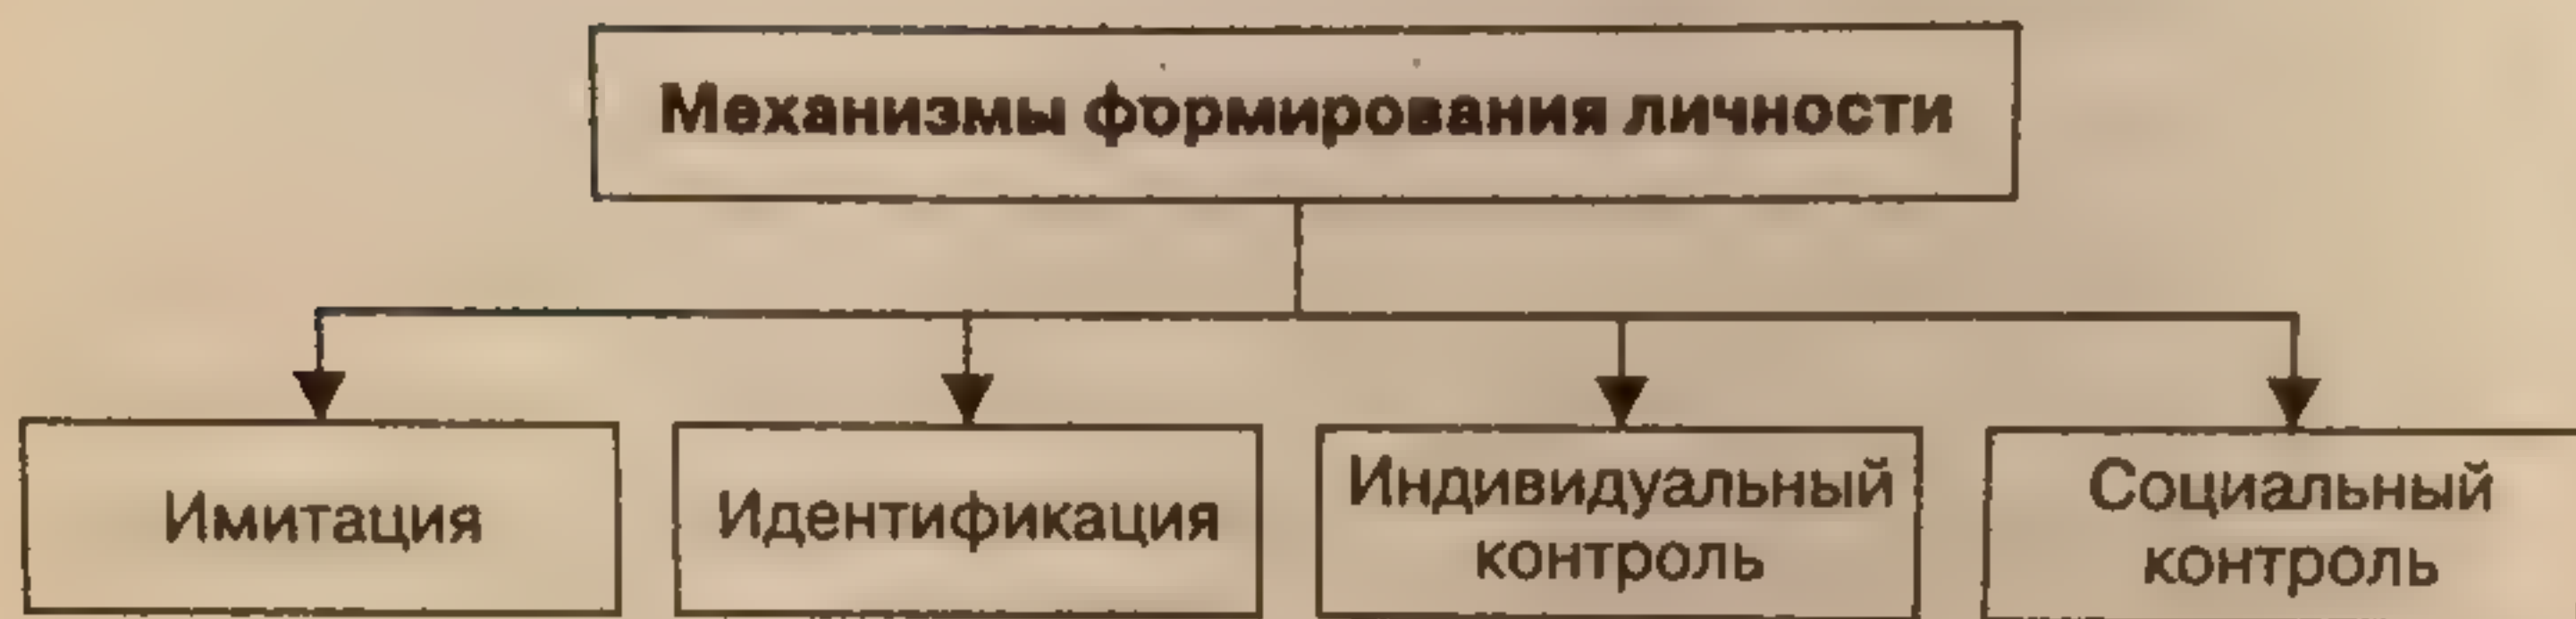 Механизмы формирования личности
Имитация
Идентификация
Индивидуальный
контроль
Социальный
контроль